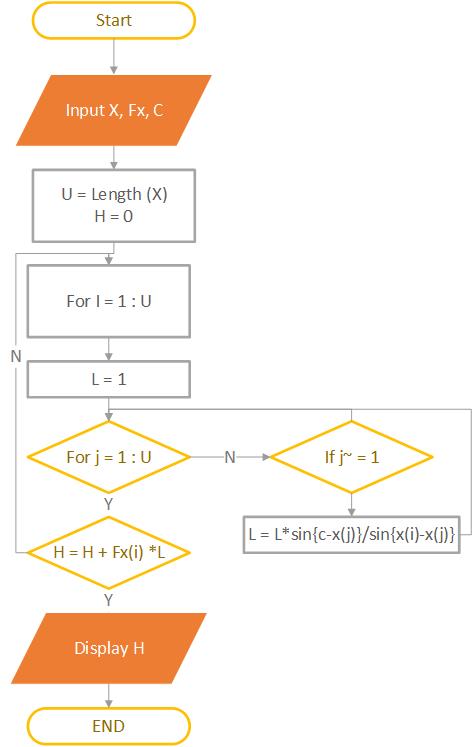 Start
Input X, Fx, C
U = Length (X)
H = 0
For I = 1 : U
N
L = 1
For j = 1 : U
N
If j~ = 1
Y
L = L*sin{c-x(j)}/sin{x(i)-x(j)}
H = H + Fx(i) *L
Y
Display H
END